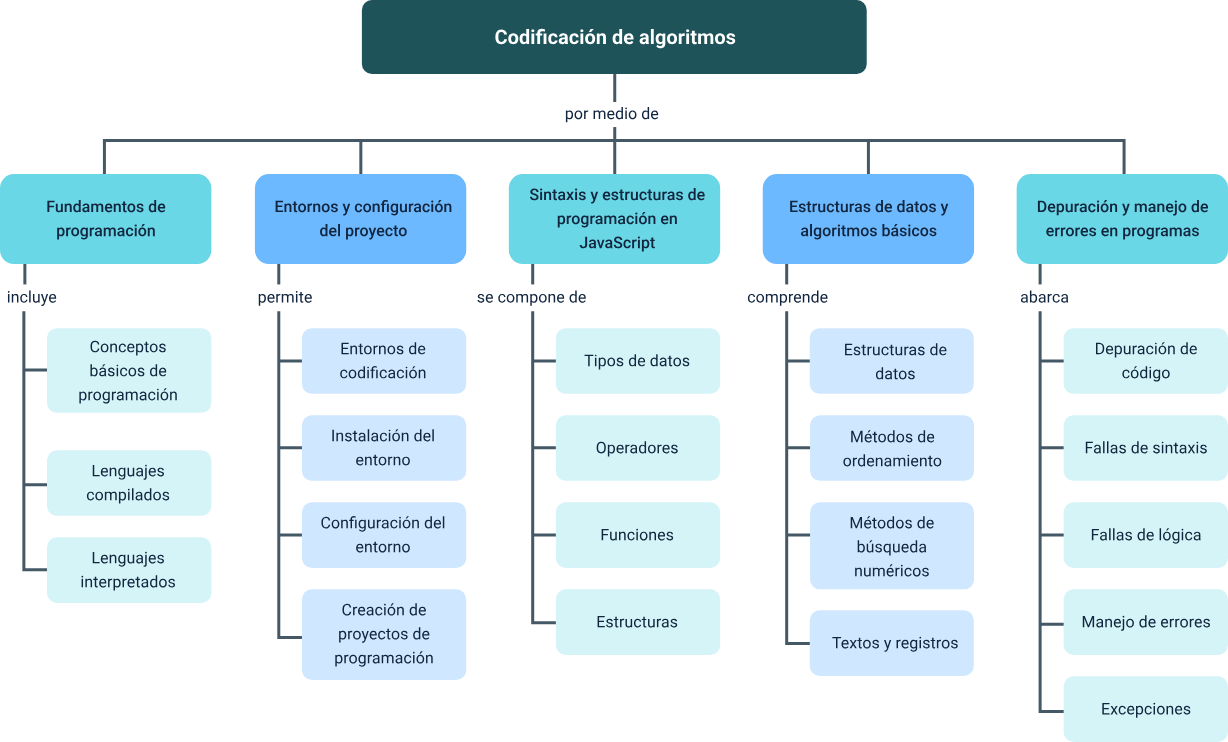 Codificación de algoritmos
por medio de
Fundamentos de
programación
incluye
Conceptos
básicos de
programación
Lenguajes
compilados
Lenguajes
interpretados
Entornos y configuración
del proyecto
permite
Entornos de
codificación
Instalación del
entorno
Configuración del
entorno
Creación de
proyectos de
programación
Sintaxis y estructuras de
programación en
JavaScript
se compone de
Tipos de datos
Operadores
Funciones
Estructuras
Estructuras de datos y
algoritmos básicos
comprende
Estructuras de
datos
Métodos de
ordenamiento
Métodos de
búsqueda
numéricos
Textos y registros
Depuración y manejo de
errores en programas
abarca
Depuración de
código
Fallas de sintaxis
Fallas de lógica
Manejo de errores
Excepciones